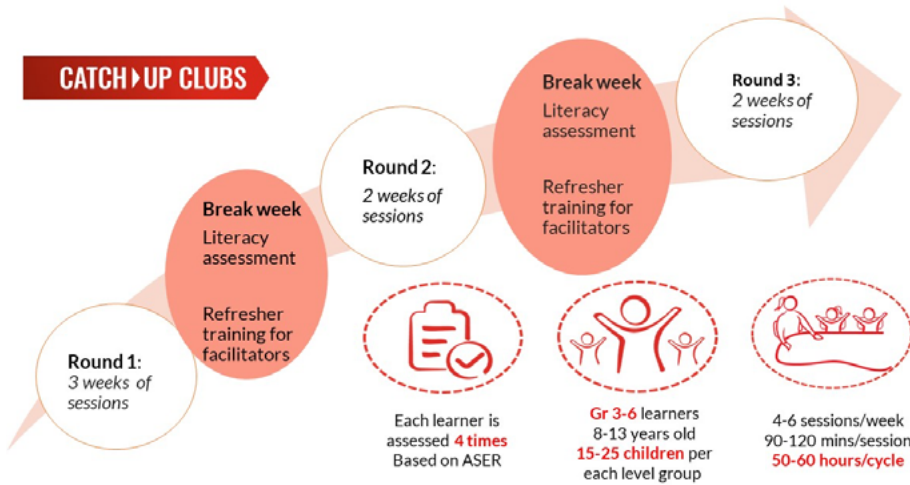 CATCH▶UP CLUBS
Round 1:
3 weeks of
sessions
Break week
Literacy
assessment
Refresher
training for
facilitators
Round 2:
2 weeks of
sessions
Break week
Literacy
assessment
Refresher
training for
facilitators
Round 3:
2 weeks of
sessions
Each learner is
assessed 4 times
Based on ASER
Gr 3-6 learners
8-13 years old
15-25 children per
each level group
4-6 sessions/week
90-120 mins/session
50-60 hours/cycle